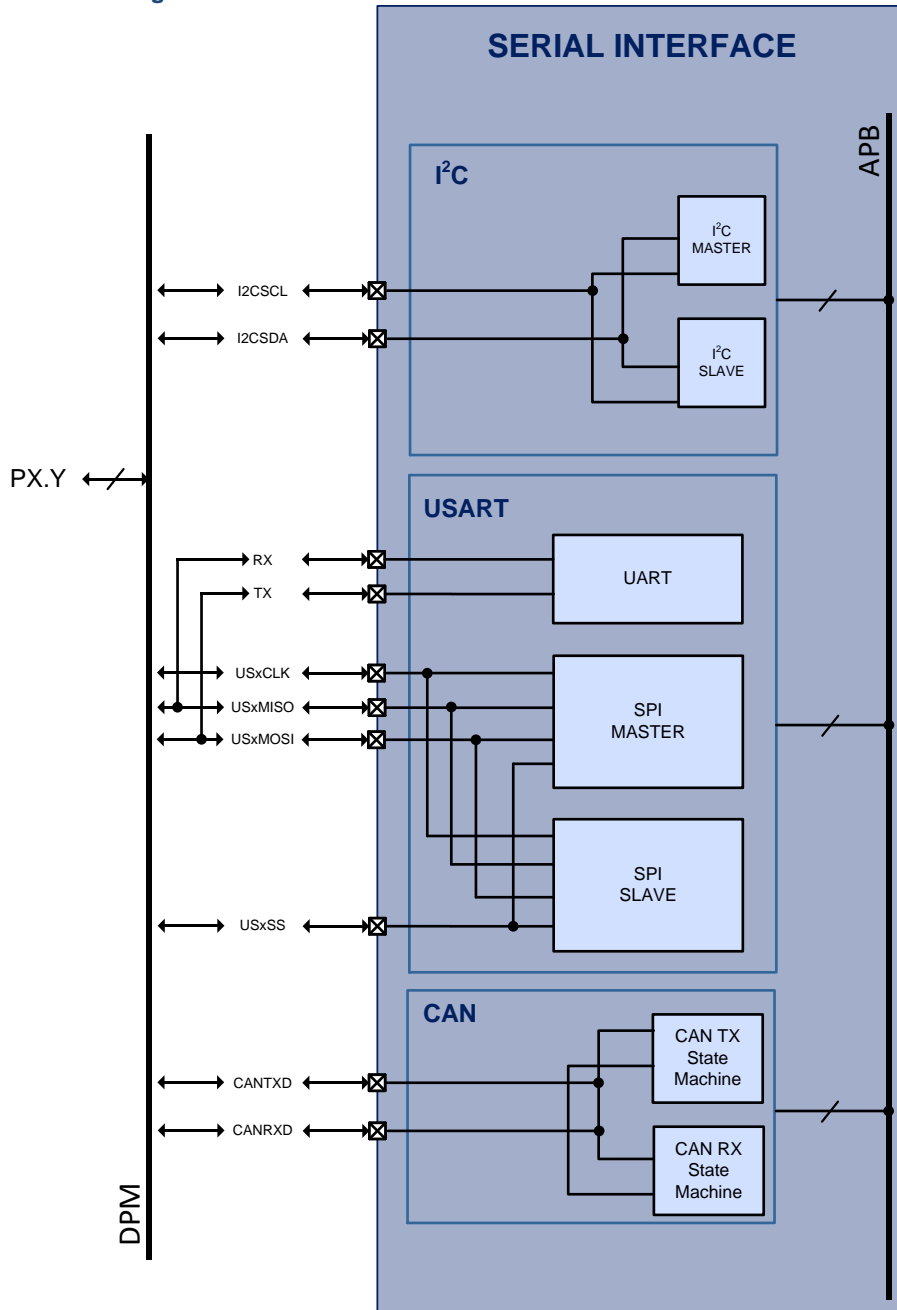 SERIAL INTERFACE
APB
I²C
I²C
MASTER
I2CSCL
I2CSDA
I²C
SLAVE
PX.Y
USART
RX
UART
TX
USxCLK
USxMISO
SPI
MASTER
USxMOSI
SPI
SLAVE
USxSS
CAN
CAN TX
State
Machine
CANTXD
CANRXD
CAN RX
State
Machine
DPM